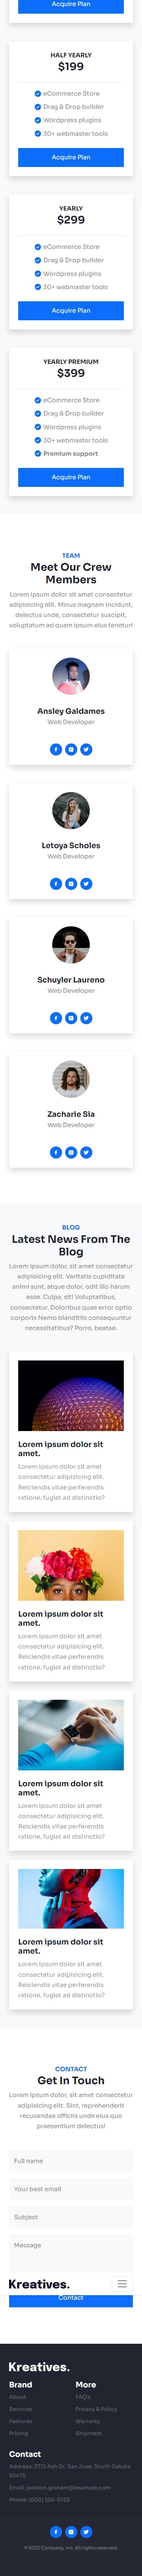 Acquire Plan
HALF YEARLY
$199
eCommerce Store
Drag & Drop builder
Wordpress plugins
30+ webmaster tools
Acquire Plan
YEARLY
$299
eCommerce Store
Drag & Drop builder
Wordpress plugins
30+ webmaster tools
Acquire Plan
YEARLY PREMIUM
$399
eCommerce Store
Drag & Drop builder
Wordpress plugins
30+ webmaster tools
Premium support
Acquire Plan
TEAM
Meet Our Crew
Members
Lorem ipsum dolor sit amet consectetur
adipisicing elit. Minus magnam incidunt,
delectus unde, consectetur suscipit,
voluptatum ad quam ipsum eius tenetur!
Ansley Galdames
Web Developer
Letoya Scholes
Web Developer
Schuyler Laureno
Web Developer
Zacharie Sia
Web Developer
BLOG
Latest News From The
Blog
Lorem ipsum dolor, sit amet consectetur
adipisicing elit. Veritatis cupiditate
animi sunt, atque dolor, odit illo harum
esse. Culpa, sit! Voluptatibus,
consectetur. Doloribus quae error optio
corporis Nemo blanditiis consequuntur
necessitatibus? Porro, beatae.
Lorem ipsum dolor sit
amet.
Lorem ipsum dolor sit amet
consectetur adipisicing elit.
Reiciendis vitae perferendis
ratione, fugiat ad distinctio?
Lorem ipsum dolor sit
amet.
Lorem ipsum dolor sit amet
consectetur adipisicing elit.
Reiciendis vitae perferendis
ratione, fugiat ad distinctio?
Lorem ipsum dolor sit
amet.
Lorem ipsum dolor sit amet
consectetur adipisicing elit.
Reiciendis vitae perferendis
ratione, fugiat ad distinctio?
Lorem ipsum dolor sit
amet.
Lorem ipsum dolor sit amet
consectetur adipisicing elit.
Reiciendis vitae perferendis
ratione, fugiat ad distinctio?
CONTACT
Get In Touch
Lorem ipsum dolor, sit amet consectetur
adipisicing elit. Sint, reprehenderit
recusandae officiis unde eius quo
praesentium delectus!
Full name
Your best email
Subject
Message
Kreatives.
Contact
Kreatives.
Brand More
About FAQ's
Services Privacy & Policy
Features Warranty
Pricing Shipment
Contact
Address: 2715 Ash Dr. San Jose, South Dakota
83475
Email: jackson.graham@example.com
Phone: (603) 555-0123
© 2022 Company, Inc. All rights reserved.